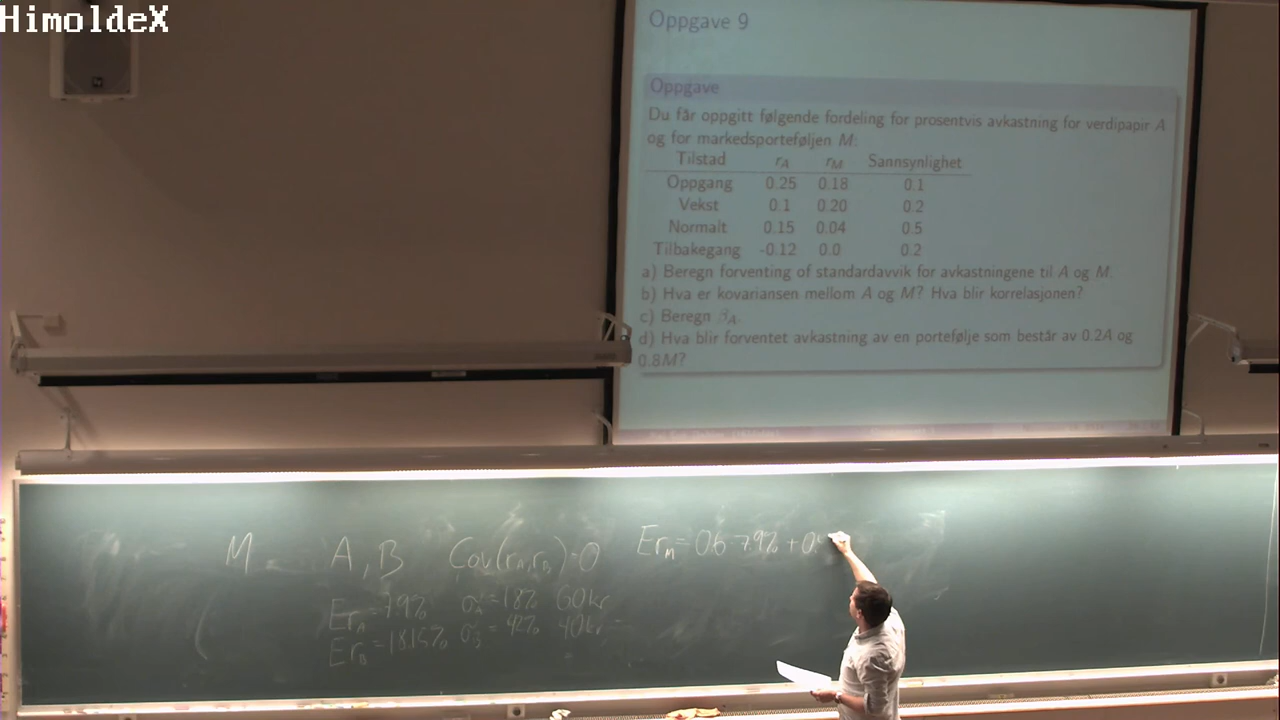 HimoldeX
Oppgave 9
Oppgave
Du får oppgitt følgende fordeling for prosentvis avkastning for verdipapir A
og for markedsporteføljen M:
Tilstad r_A r_M Sannsynlighet
Oppgang 0.25 0.18 0.1
Vekst 0.1 0.20 0.2
Normalt 0.15 0.04 0.5
Tilbakegang -0.12 0.0 0.2
a) Beregn forventing of standardavvik for avkastningene til A og M.
b) Hva er kovariansen mellom A og M? Hva blir korrelasjonen?
c) Beregn β_A.
d) Hva blir forventet avkastning av en portefølje som består av 0.2A og
0.8M?
M = A, B Cov(r_A, r_B) = 0
Er_A = 7.9% σ_A = 18% 60kr
Er_B = 18.15% σ_B = 42% 40kr
Er_M = 0.6 · 7.9% + 0.